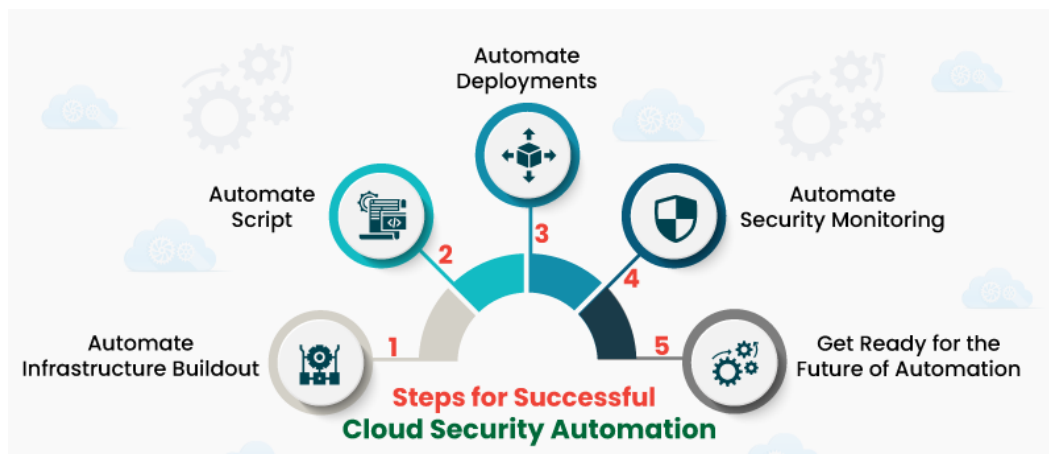 Automate
Deployments
Automate
Script
Automate
Security Monitoring
2
3
4
Automate
Infrastructure Buildout
1
5
Get Ready for the
Future of Automation
Steps for Successful
Cloud Security Automation